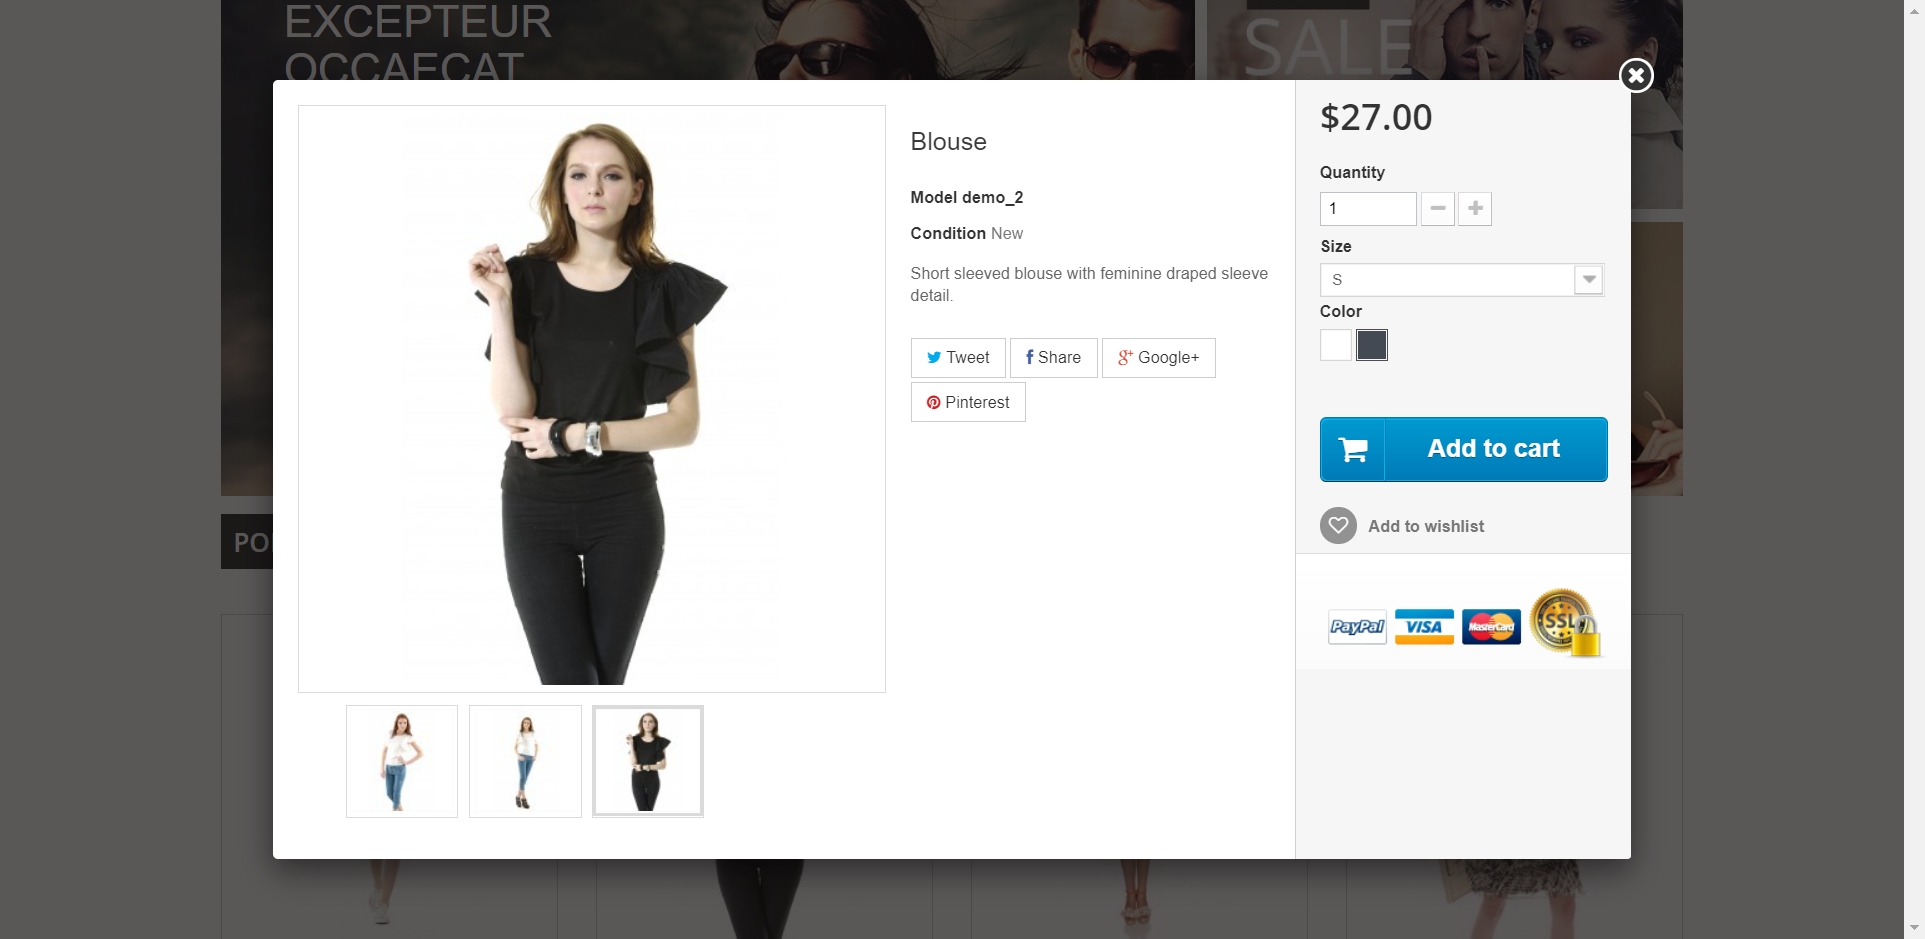 EXCEPTEUR
OCCAECAT
SALE
$27.00
Blouse
Quantity
Model demo_2
1
Condition New
Size
Short sleeved blouse with feminine draped sleeve
detail.
S
Color
Tweet
Share
Google+
Pinterest
Add to cart
Add to wishlist
PayPal
VISA
MasterCard
SSL